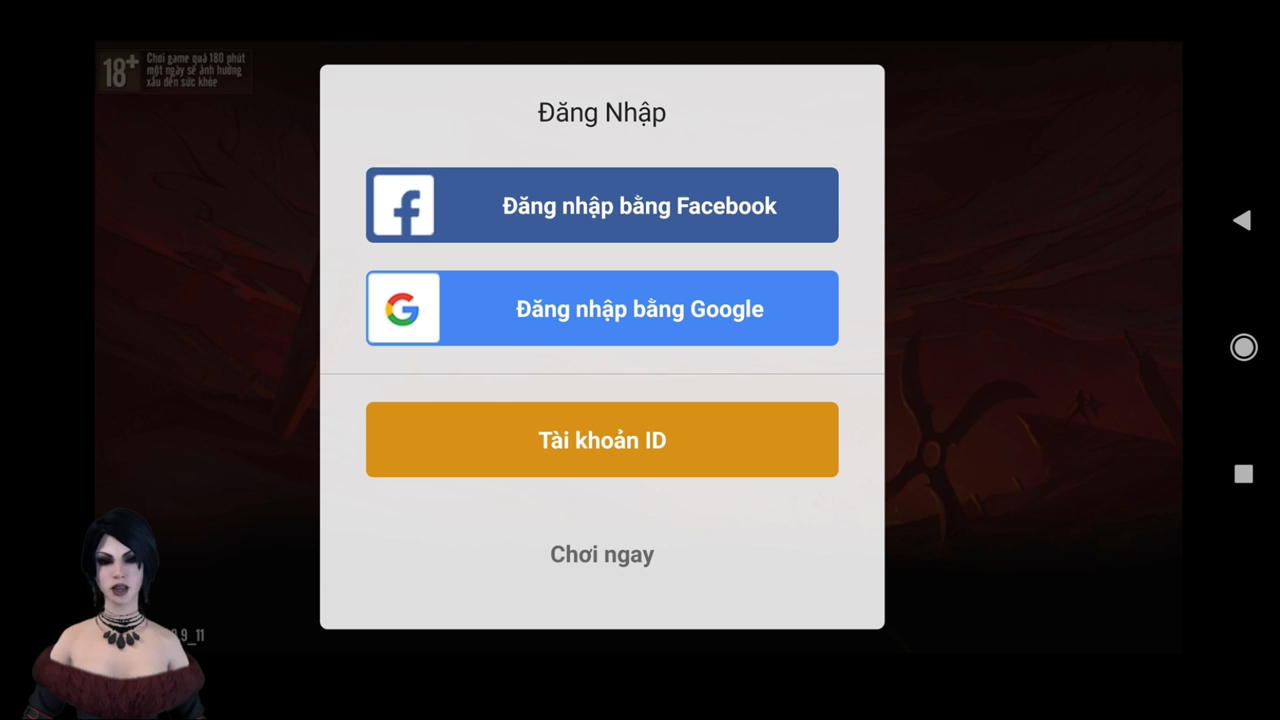 18+
Chơi game quá 180 phút
một ngày sẽ ảnh hưởng
xấu đến sức khỏe
Đăng Nhập
Đăng nhập bằng Facebook
Đăng nhập bằng Google
Tài khoản ID
Chơi ngay
9_11